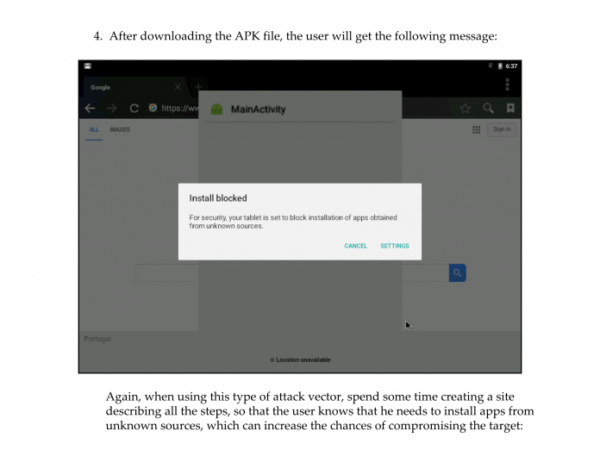 4. After downloading the APK file, the user will get the following message:
6:37
Google
https://ww
MainActivity
ALL IMAGES
Sign in
Install blocked
For security, your tablet is set to block installation of apps obtained
from unknown sources.
CANCEL SETTINGS
Portugal
Location unavailable
Again, when using this type of attack vector, spend some time creating a site
describing all the steps, so that the user knows that he needs to install apps from
unknown sources, which can increase the chances of compromising the target: